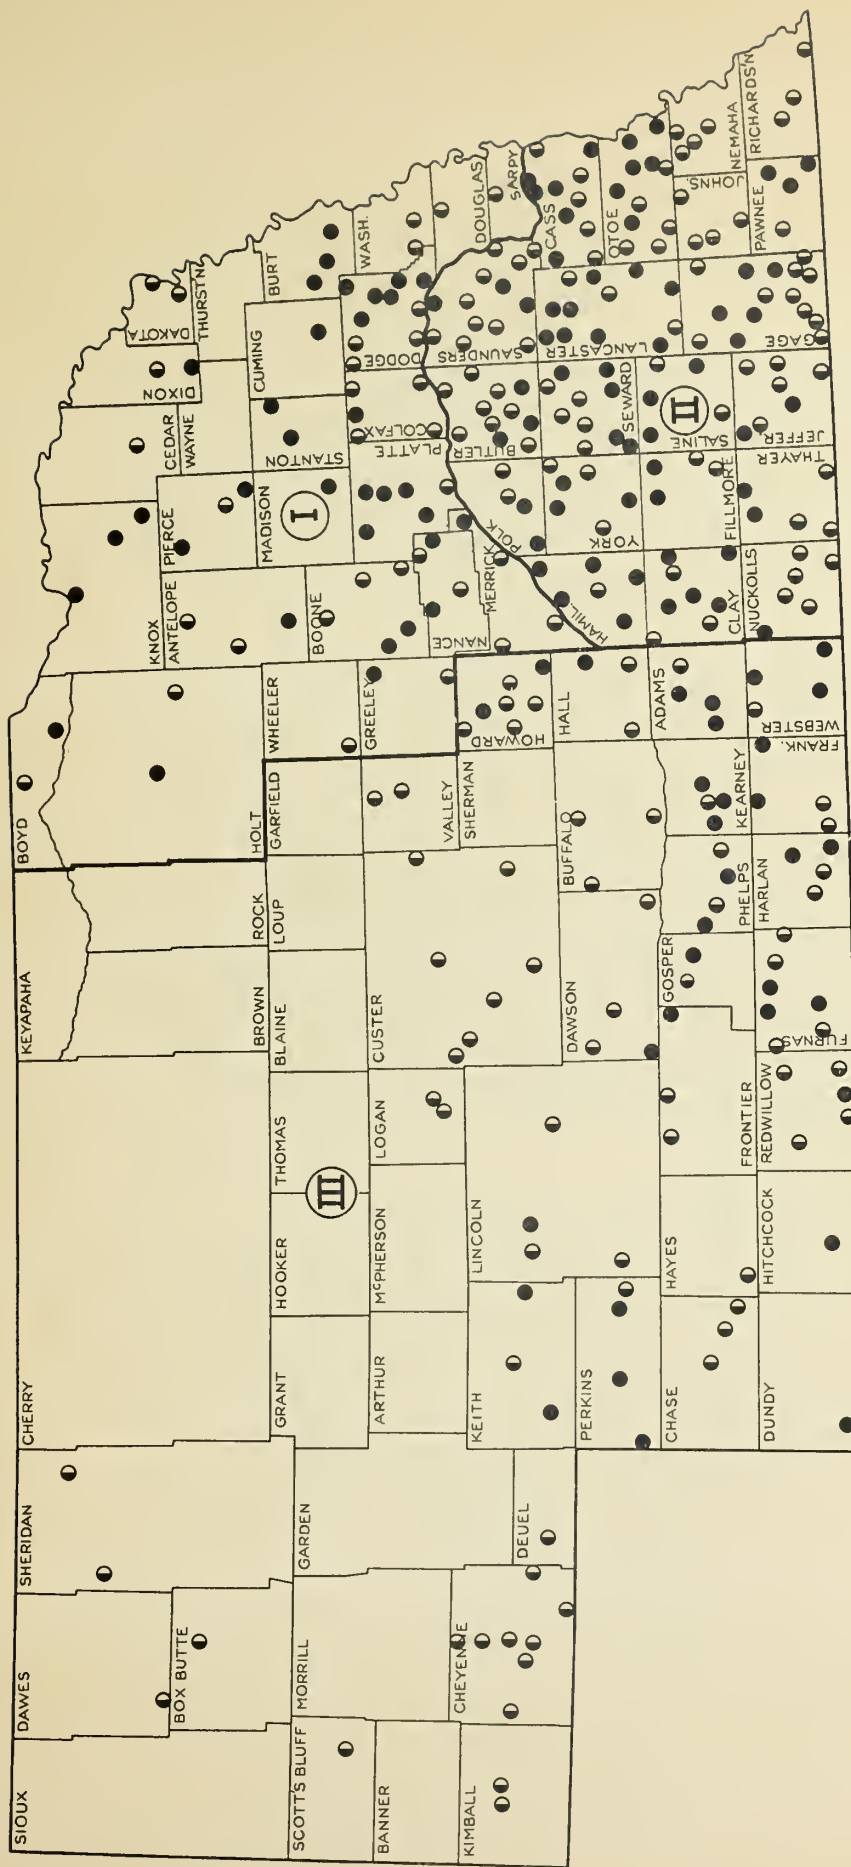 SIOUX
DAWES
SHERIDAN
CHERRY
KEYAPAHA
BOYD
BOX BUTTE
BROWN
ROCK
HOLT
KNOX
ANTELOPE
PIERCE
CEDAR
WAYNE
DIXON
DAKOTA
THURST'N
SCOTT'S BLUFF
MORRILL
GARDEN
GRANT
HOOKER
THOMAS
BLAINE
LOUP
GARFIELD
WHEELER
BOONE
MADISON
STANTON
CUMING
BURT
I
III
BANNER
ARTHUR
McPHERSON
LOGAN
CUSTER
VALLEY
GREELEY
NANCE
PLATTE
COLFAX
DODGE
WASH.
KIMBALL
CHEYENNE
DEUEL
KEITH
LINCOLN
SHERMAN
HOWARD
MERRICK
POLK
BUTLER
SAUNDERS
DOUGLAS
SARPY
PERKINS
DAWSON
BUFFALO
HALL
HAMIL.
YORK
SEWARD
LANCASTER
CASS
OTOE
CHASE
HAYES
FRONTIER
GOSPER
PHELPS
KEARNEY
ADAMS
CLAY
FILLMORE
SALINE
II
GAGE
JOHNS.
NEMAHA
DUNDY
HITCHCOCK
REDWILLOW
FURNAS
HARLAN
FRANK.
WEBSTER
NUCKOLLS
THAYER
JEFFER
PAWNEE
RICHARDS'N